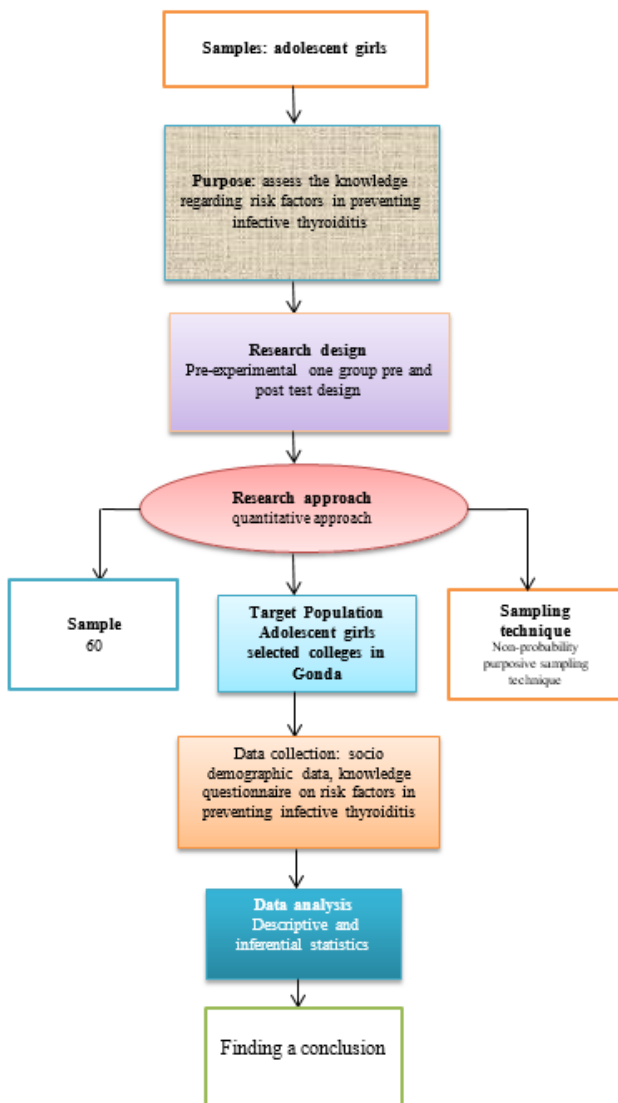 Samples: adolescent girls
Purpose: assess the knowledge
regarding risk factors in preventing
infective thyroiditis
Research design
Pre-experimental one group pre and
post test design
Research approach
quantitative approach
Sample
60
Target Population
Adolescent girls
selected colleges in
Gonda
Sampling
technique
Non-probability
purposive sampling
technique
Data collection: socio
demographic data, knowledge
questionnaire on risk factors in
preventing infective thyroiditis
Data analysis
Descriptive and
inferential statistics
Finding a conclusion